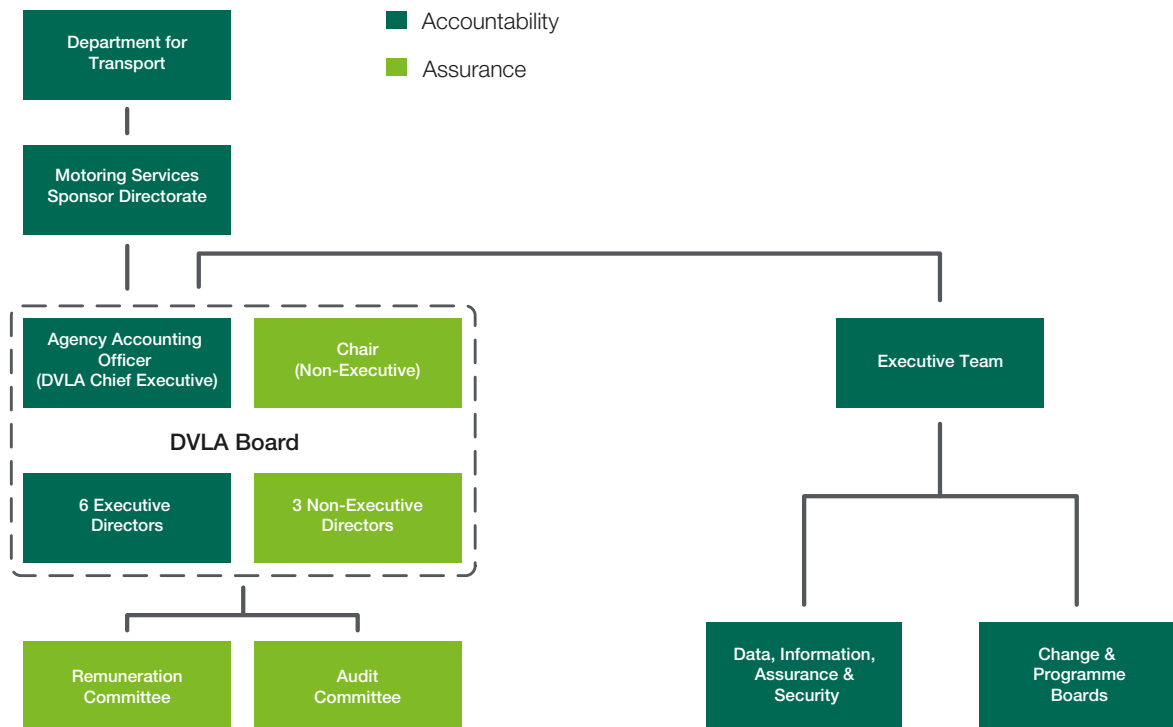 Accountability
Assurance
Department for
Transport
Motoring Services
Sponsor Directorate
Agency Accounting
Officer
(DVLA Chief Executive)
Chair
(Non-Executive)
DVLA Board
6 Executive
Directors
3 Non-Executive
Directors
Remuneration
Committee
Audit
Committee
Executive Team
Data, Information,
Assurance &
Security
Change &
Programme
Boards